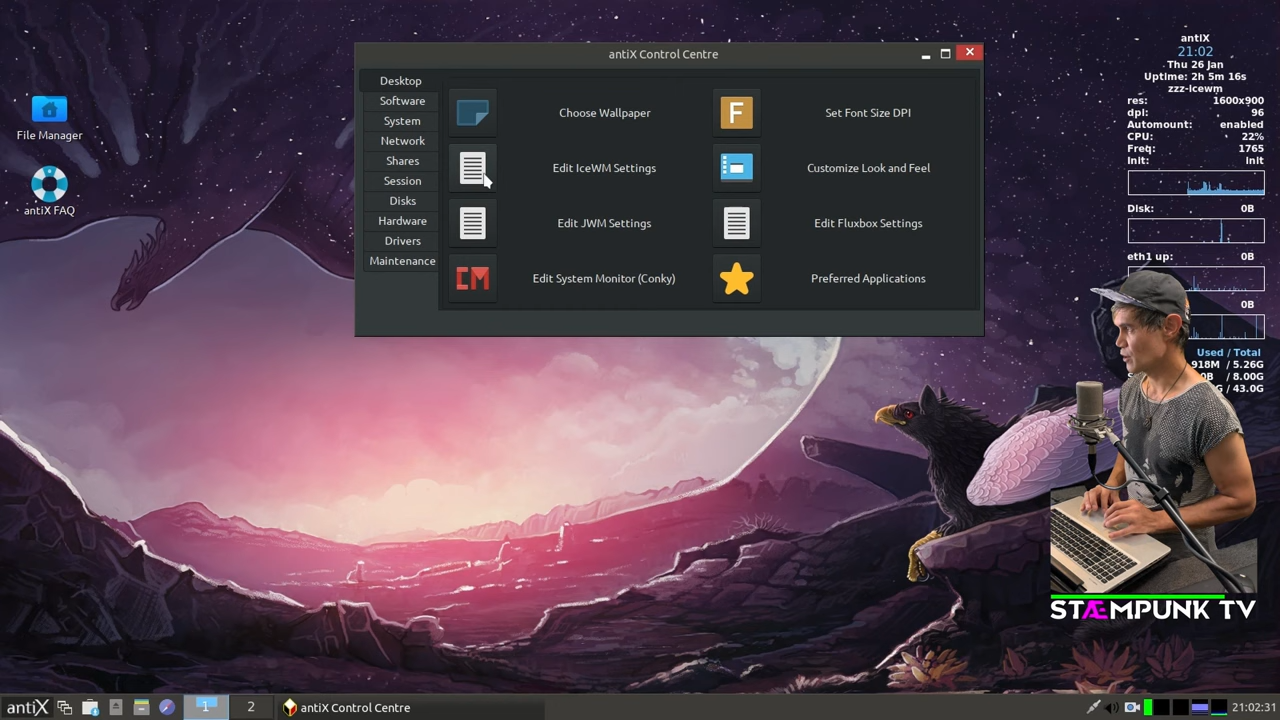 antiX Control Centre
Desktop
Software
System
Network
Shares
Session
Disks
Hardware
Drivers
Maintenance
Choose Wallpaper
Set Font Size DPI
F
Edit IceWM Settings
Customize Look and Feel
Edit JWM Settings
Edit Fluxbox Settings
CM
Edit System Monitor (Conky)
Preferred Applications
File Manager
antiX FAQ
antiX
21:02
Thu 26 Jan
Uptime: 2h 5m 16s
zzz-icewm
res: 1600x900
dpi: 96
Automount: enabled
CPU: 22%
Freq: 1765
Init: init
Disk: 0B
eth1 up: 0B
0B
Used / Total
918M / 5.26G
0B / 8.00G
G / 43.0G
STÆMPUNK TV
antiX
1
2
antiX Control Centre
21:02:31